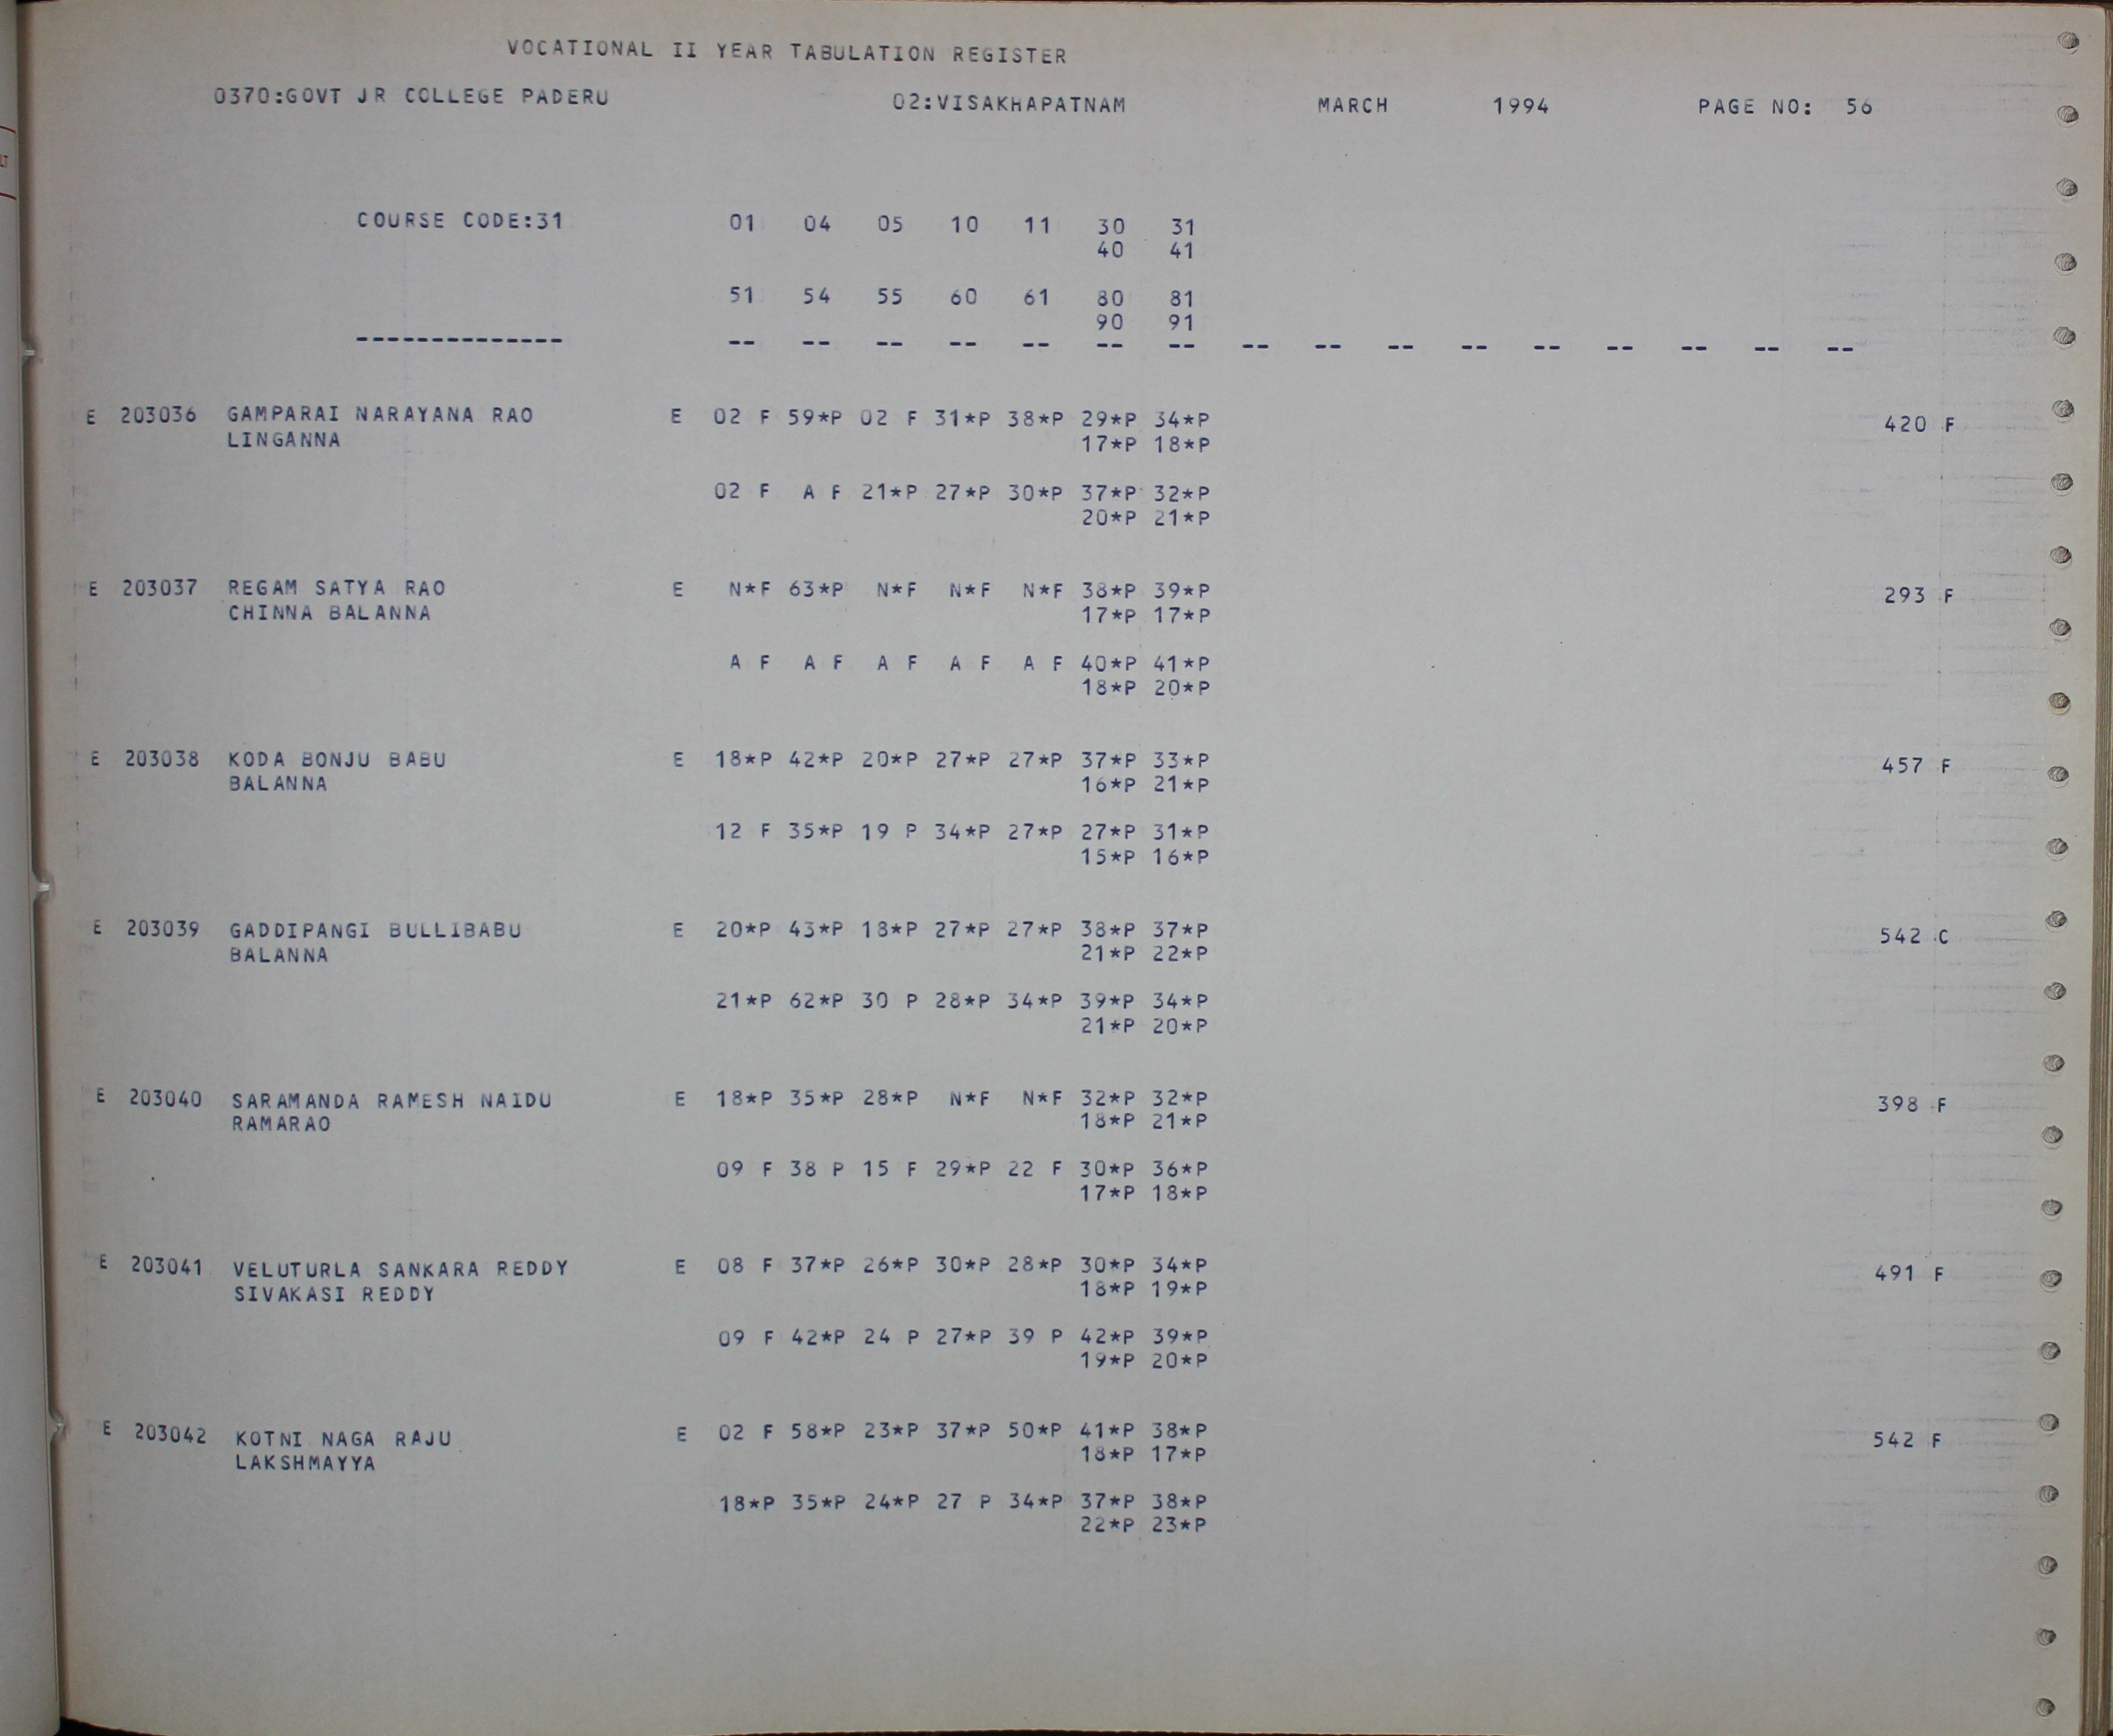 VOCATIONAL II YEAR TABULATION REGISTER
0370:GOVT JR COLLEGE PADERU 02:VISAKHAPATNAM MARCH 1994 PAGE NO: 56
COURSE CODE:31 01 04 05 10 11 30 31
40 41
51 54 55 60 61 80 81
90 91
-------------- -- -- -- -- -- -- -- -- -- -- -- -- -- -- -- --
E 203036 GAMPARAI NARAYANA RAO E 02 F 59*P 02 F 31*P 38*P 29*P 34*P 420 F
LINGANNA 17*P 18*P
02 F A F 21*P 27*P 30*P 37*P 32*P
20*P 21*P
E 203037 REGAM SATYA RAO E N*F 63*P N*F N*F N*F 38*P 39*P 293 F
CHINNA BALANNA 17*P 17*P
A F A F A F A F A F 40*P 41*P
18*P 20*P
E 203038 KODA BONJU BABU E 18*P 42*P 20*P 27*P 27*P 37*P 33*P 457 F
BALANNA 16*P 21*P
12 F 35*P 19 P 34*P 27*P 27*P 31*P
15*P 16*P
E 203039 GADDIPANGI BULLIBABU E 20*P 43*P 18*P 27*P 27*P 38*P 37*P 542 C
BALANNA 21*P 22*P
21*P 62*P 30 P 28*P 34*P 39*P 34*P
21*P 20*P
E 203040 SARAMANDA RAMESH NAIDU E 18*P 35*P 28*P N*F N*F 32*P 32*P 398 F
RAMARAO 18*P 21*P
09 F 38 P 15 F 29*P 22 F 30*P 36*P
17*P 18*P
E 203041 VELUTURLA SANKARA REDDY E 08 F 37*P 26*P 30*P 28*P 30*P 34*P 491 F
SIVAKASI REDDY 18*P 19*P
09 F 42*P 24 P 27*P 39 P 42*P 39*P
19*P 20*P
E 203042 KOTNI NAGA RAJU E 02 F 58*P 23*P 37*P 50*P 41*P 38*P 542 F
LAKSHMAYYA 18*P 17*P
18*P 35*P 24*P 27 P 34*P 37*P 38*P
22*P 23*P